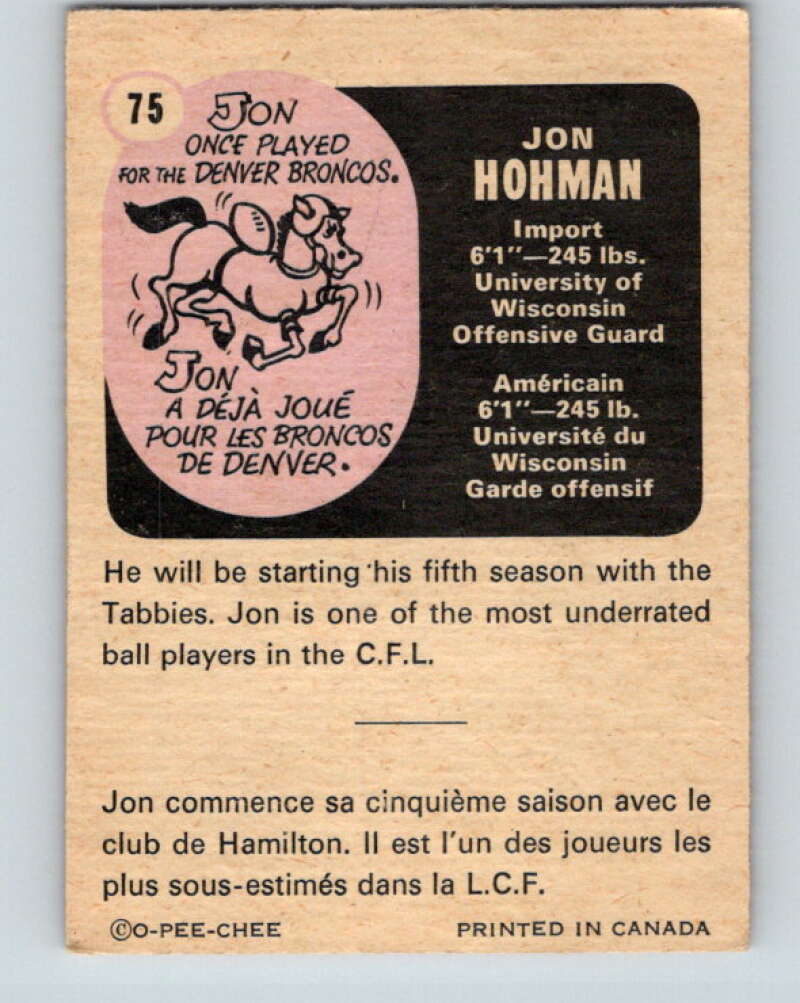 75
JON
ONCE PLAYED
FOR THE DENVER BRONCOS.
JON
A DÉJÀ JOUÉ
POUR LES BRONCOS
DE DENVER.
JON
HOHMAN
Import
6'1"—245 lbs.
University of
Wisconsin
Offensive Guard
Américain
6'1"—245 lb.
Université du
Wisconsin
Garde offensif
He will be starting his fifth season with the
Tabbies. Jon is one of the most underrated
ball players in the C.F.L.
Jon commence sa cinquième saison avec le
club de Hamilton. Il est l'un des joueurs les
plus sous-estimés dans la L.C.F.
©O-PEE-CHEE
PRINTED IN CANADA